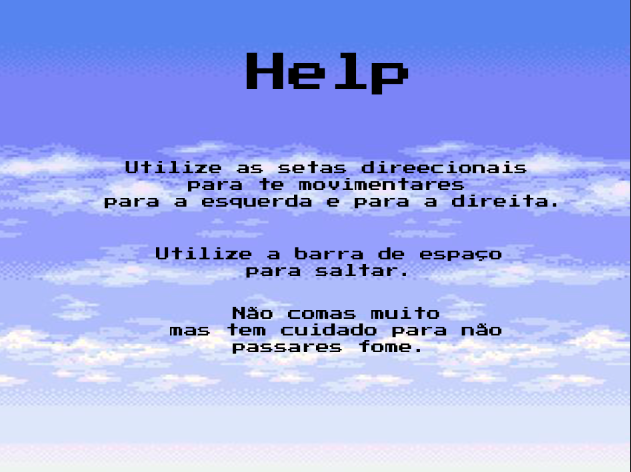 Help
Utilize as setas direecionais
para te movimentares
para a esquerda e para a direita.
Utilize a barra de espaço
para saltar.
Não comas muito
mas tem cuidado para não
passares fome.